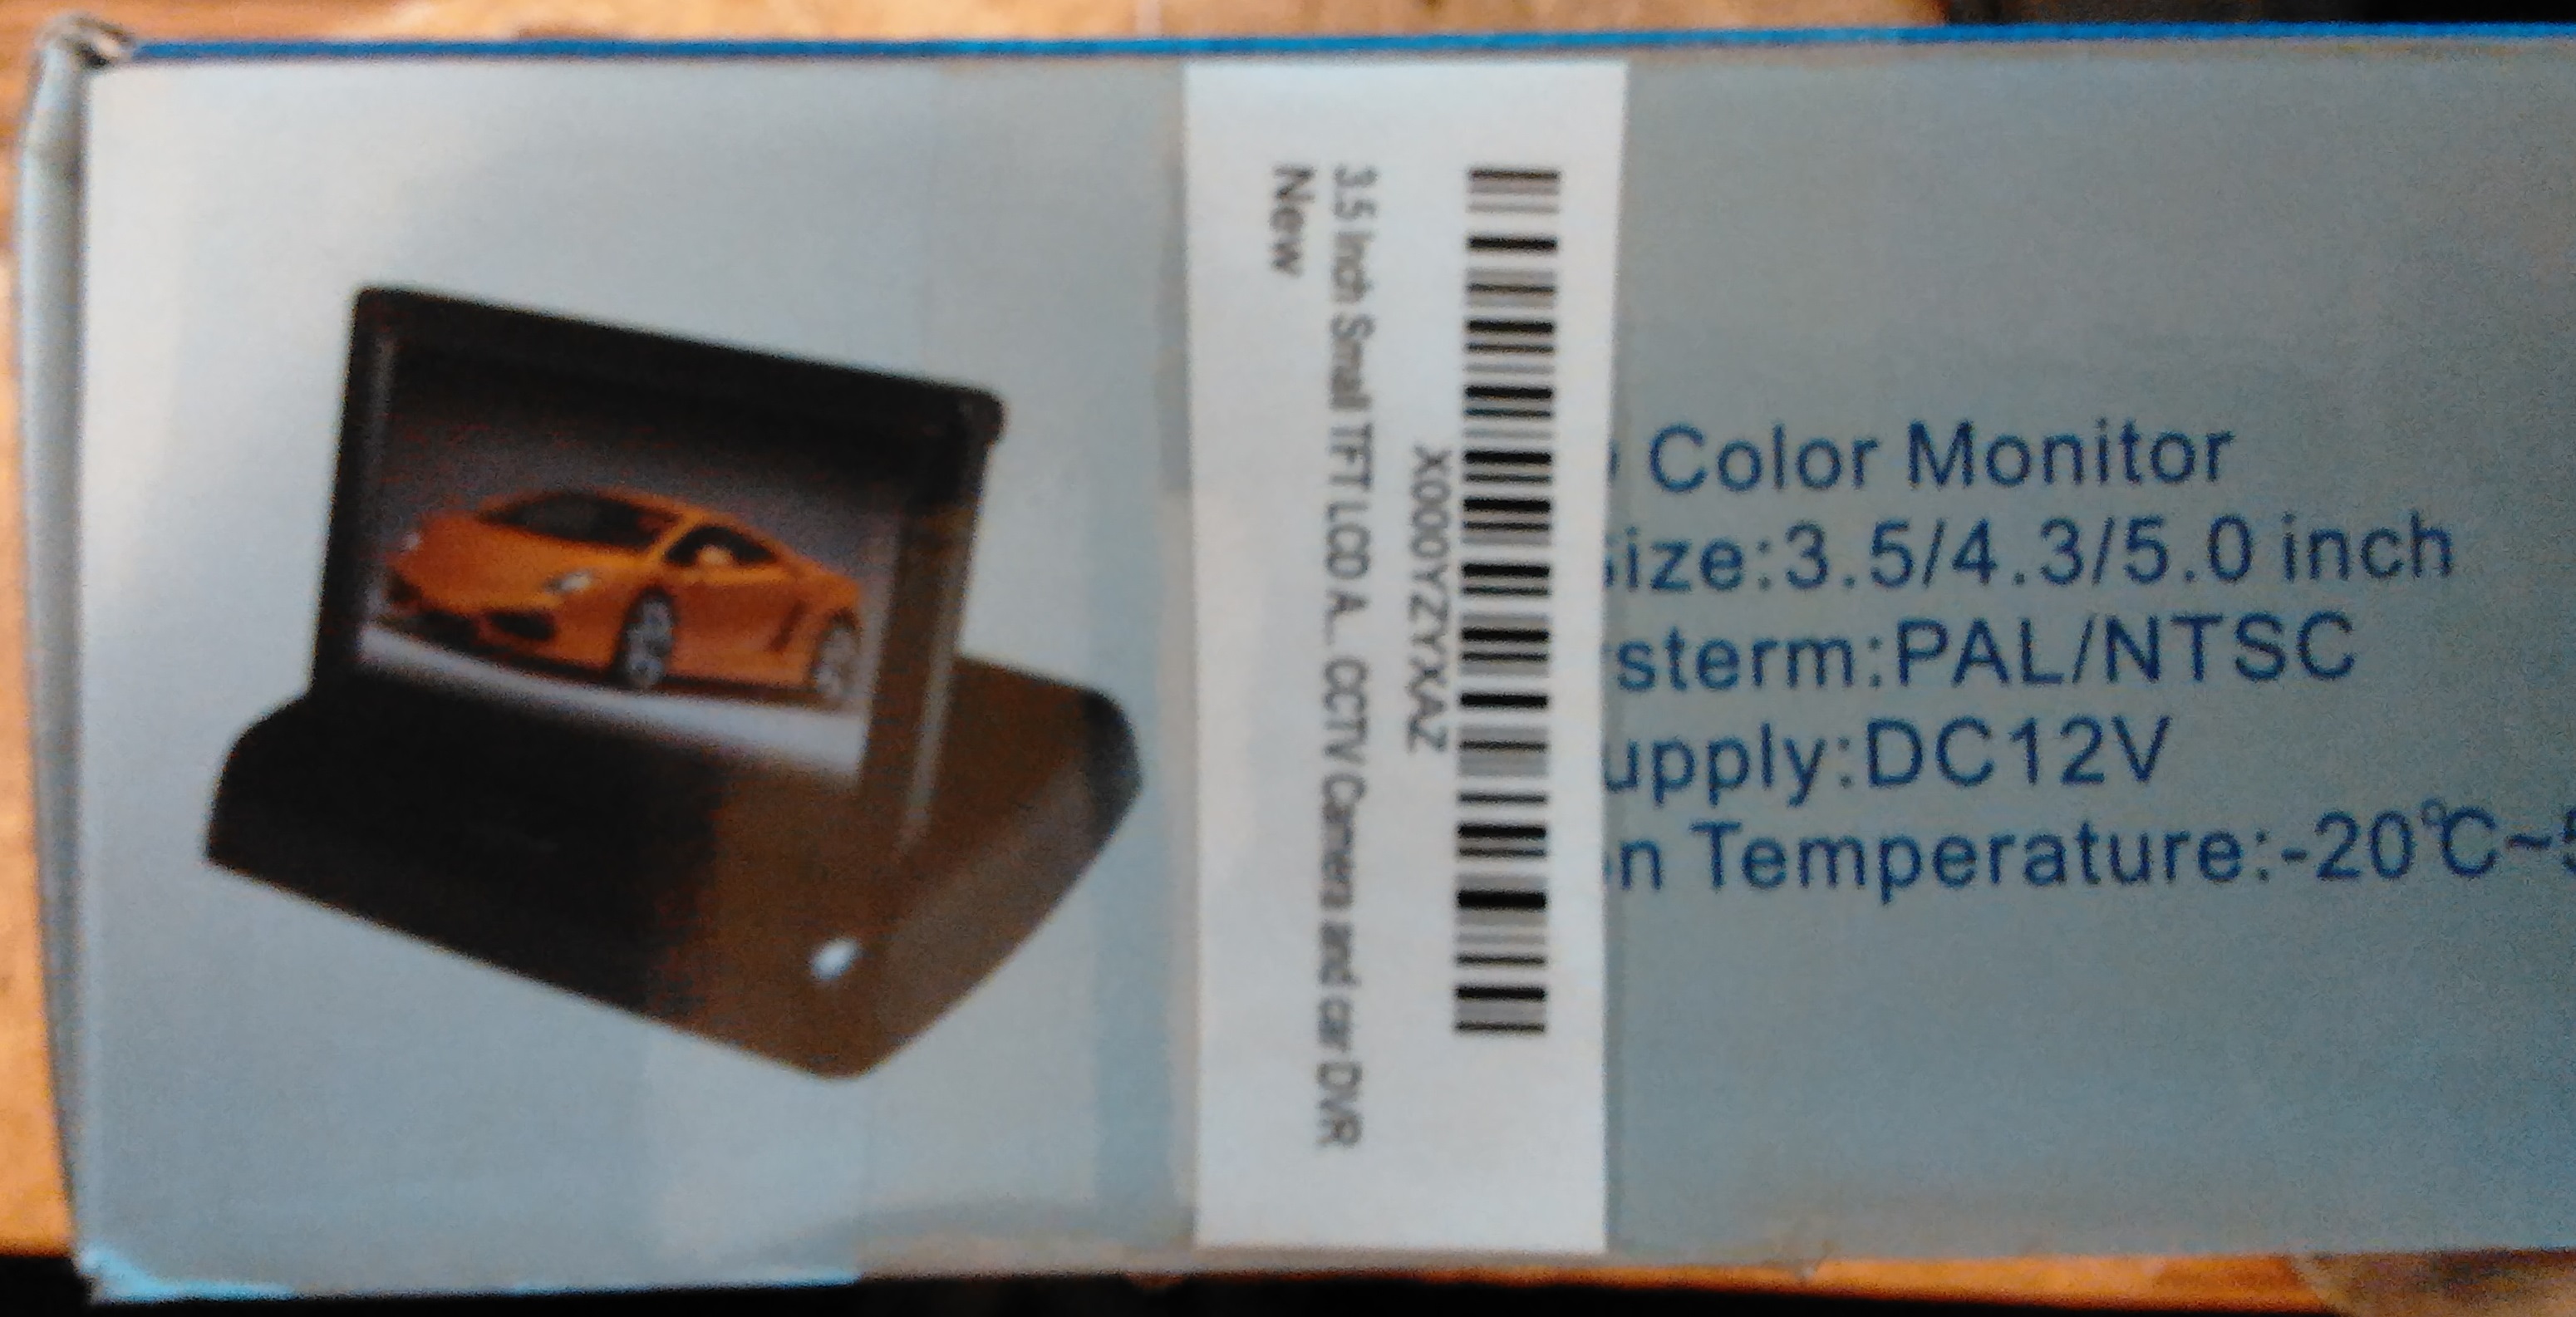 X000YZYXAZ
3.5 Inch Small TFT LCD A... CCTV Camera and car DVR
New
Color Monitor
ize:3.5/4.3/5.0 inch
sterm:PAL/NTSC
upply:DC12V
n Temperature:-20℃~5